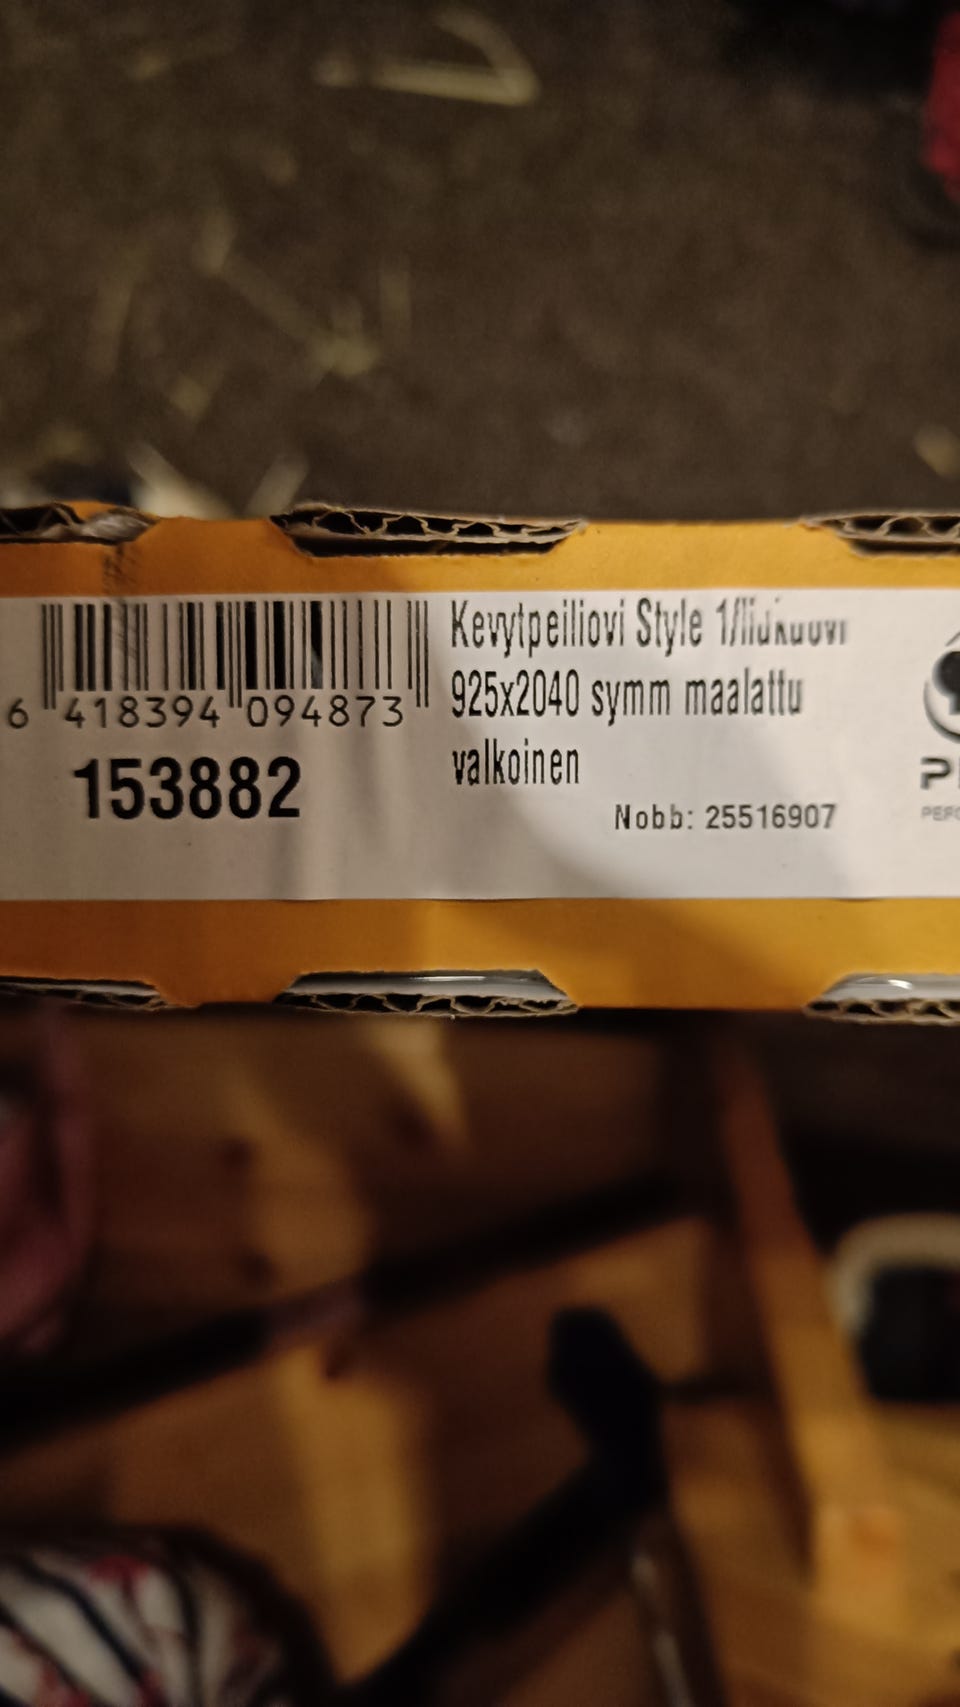 Kevytpeiliovi Style 1/liukuovi
925x2040 symm maalattu
valkoinen
Nobb: 25516907
6 418394 094873
153882